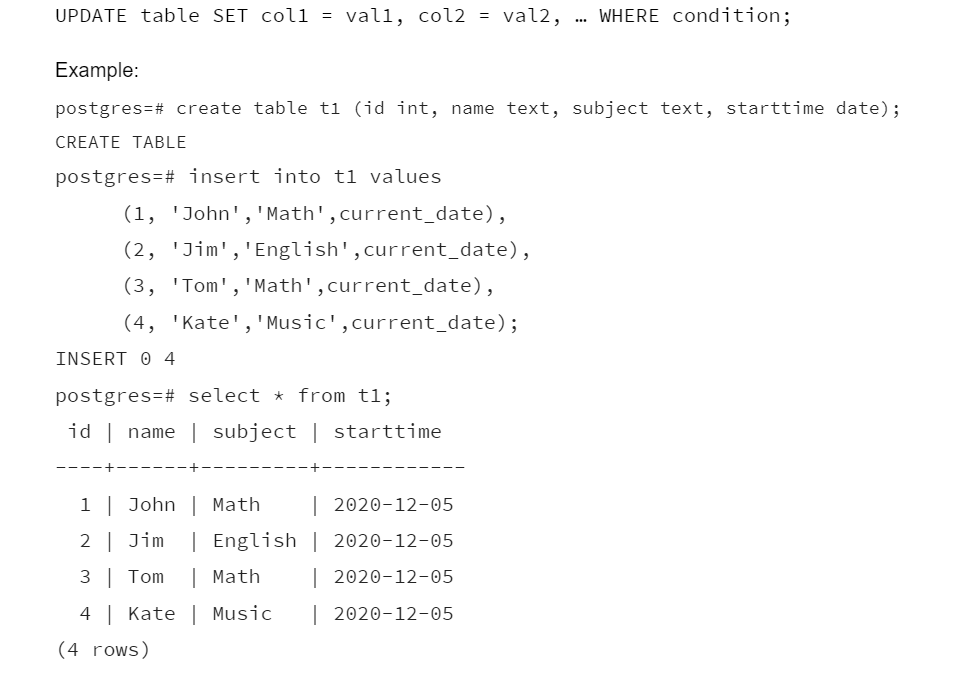 UPDATE table SET col1 = val1, col2 = val2, … WHERE condition;
Example:
postgres=# create table t1 (id int, name text, subject text, starttime date);
CREATE TABLE
postgres=# insert into t1 values
(1, 'John','Math',current_date),
(2, 'Jim','English',current_date),
(3, 'Tom','Math',current_date),
(4, 'Kate','Music',current_date);
INSERT 0 4
postgres=# select * from t1;
 id | name | subject | starttime
----+------+---------+------------
  1 | John | Math    | 2020-12-05
  2 | Jim  | English | 2020-12-05
  3 | Tom  | Math    | 2020-12-05
  4 | Kate | Music   | 2020-12-05
(4 rows)